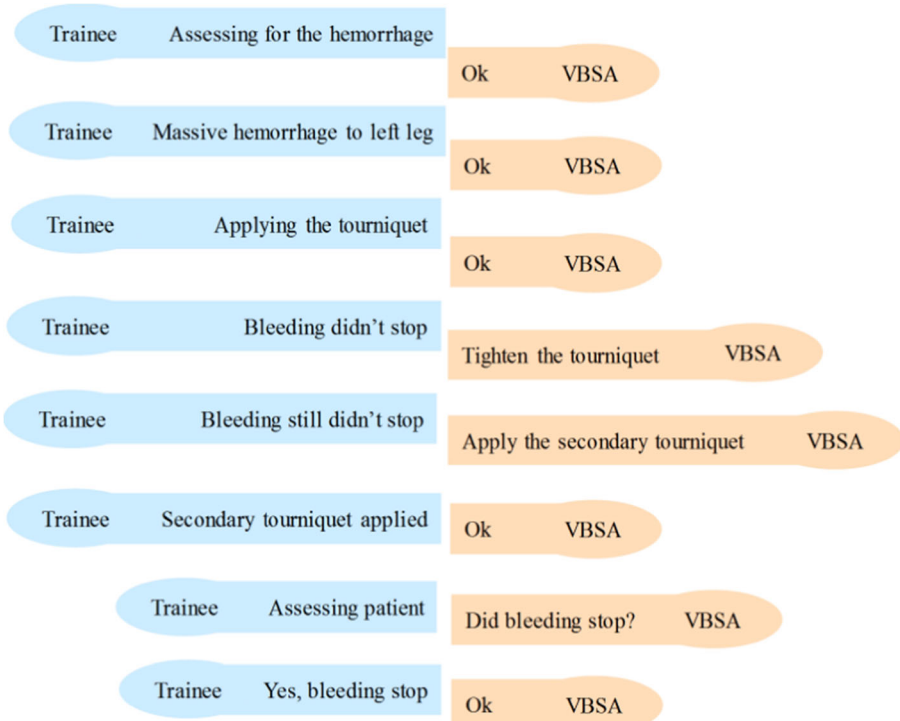 Trainee Assessing for the hemorrhage
Ok VBSA
Trainee Massive hemorrhage to left leg
Ok VBSA
Trainee Applying the tourniquet
Ok VBSA
Trainee Bleeding didn’t stop
Tighten the tourniquet VBSA
Trainee Bleeding still didn’t stop
Apply the secondary tourniquet VBSA
Trainee Secondary tourniquet applied
Ok VBSA
Trainee Assessing patient
Did bleeding stop? VBSA
Trainee Yes, bleeding stop
Ok VBSA